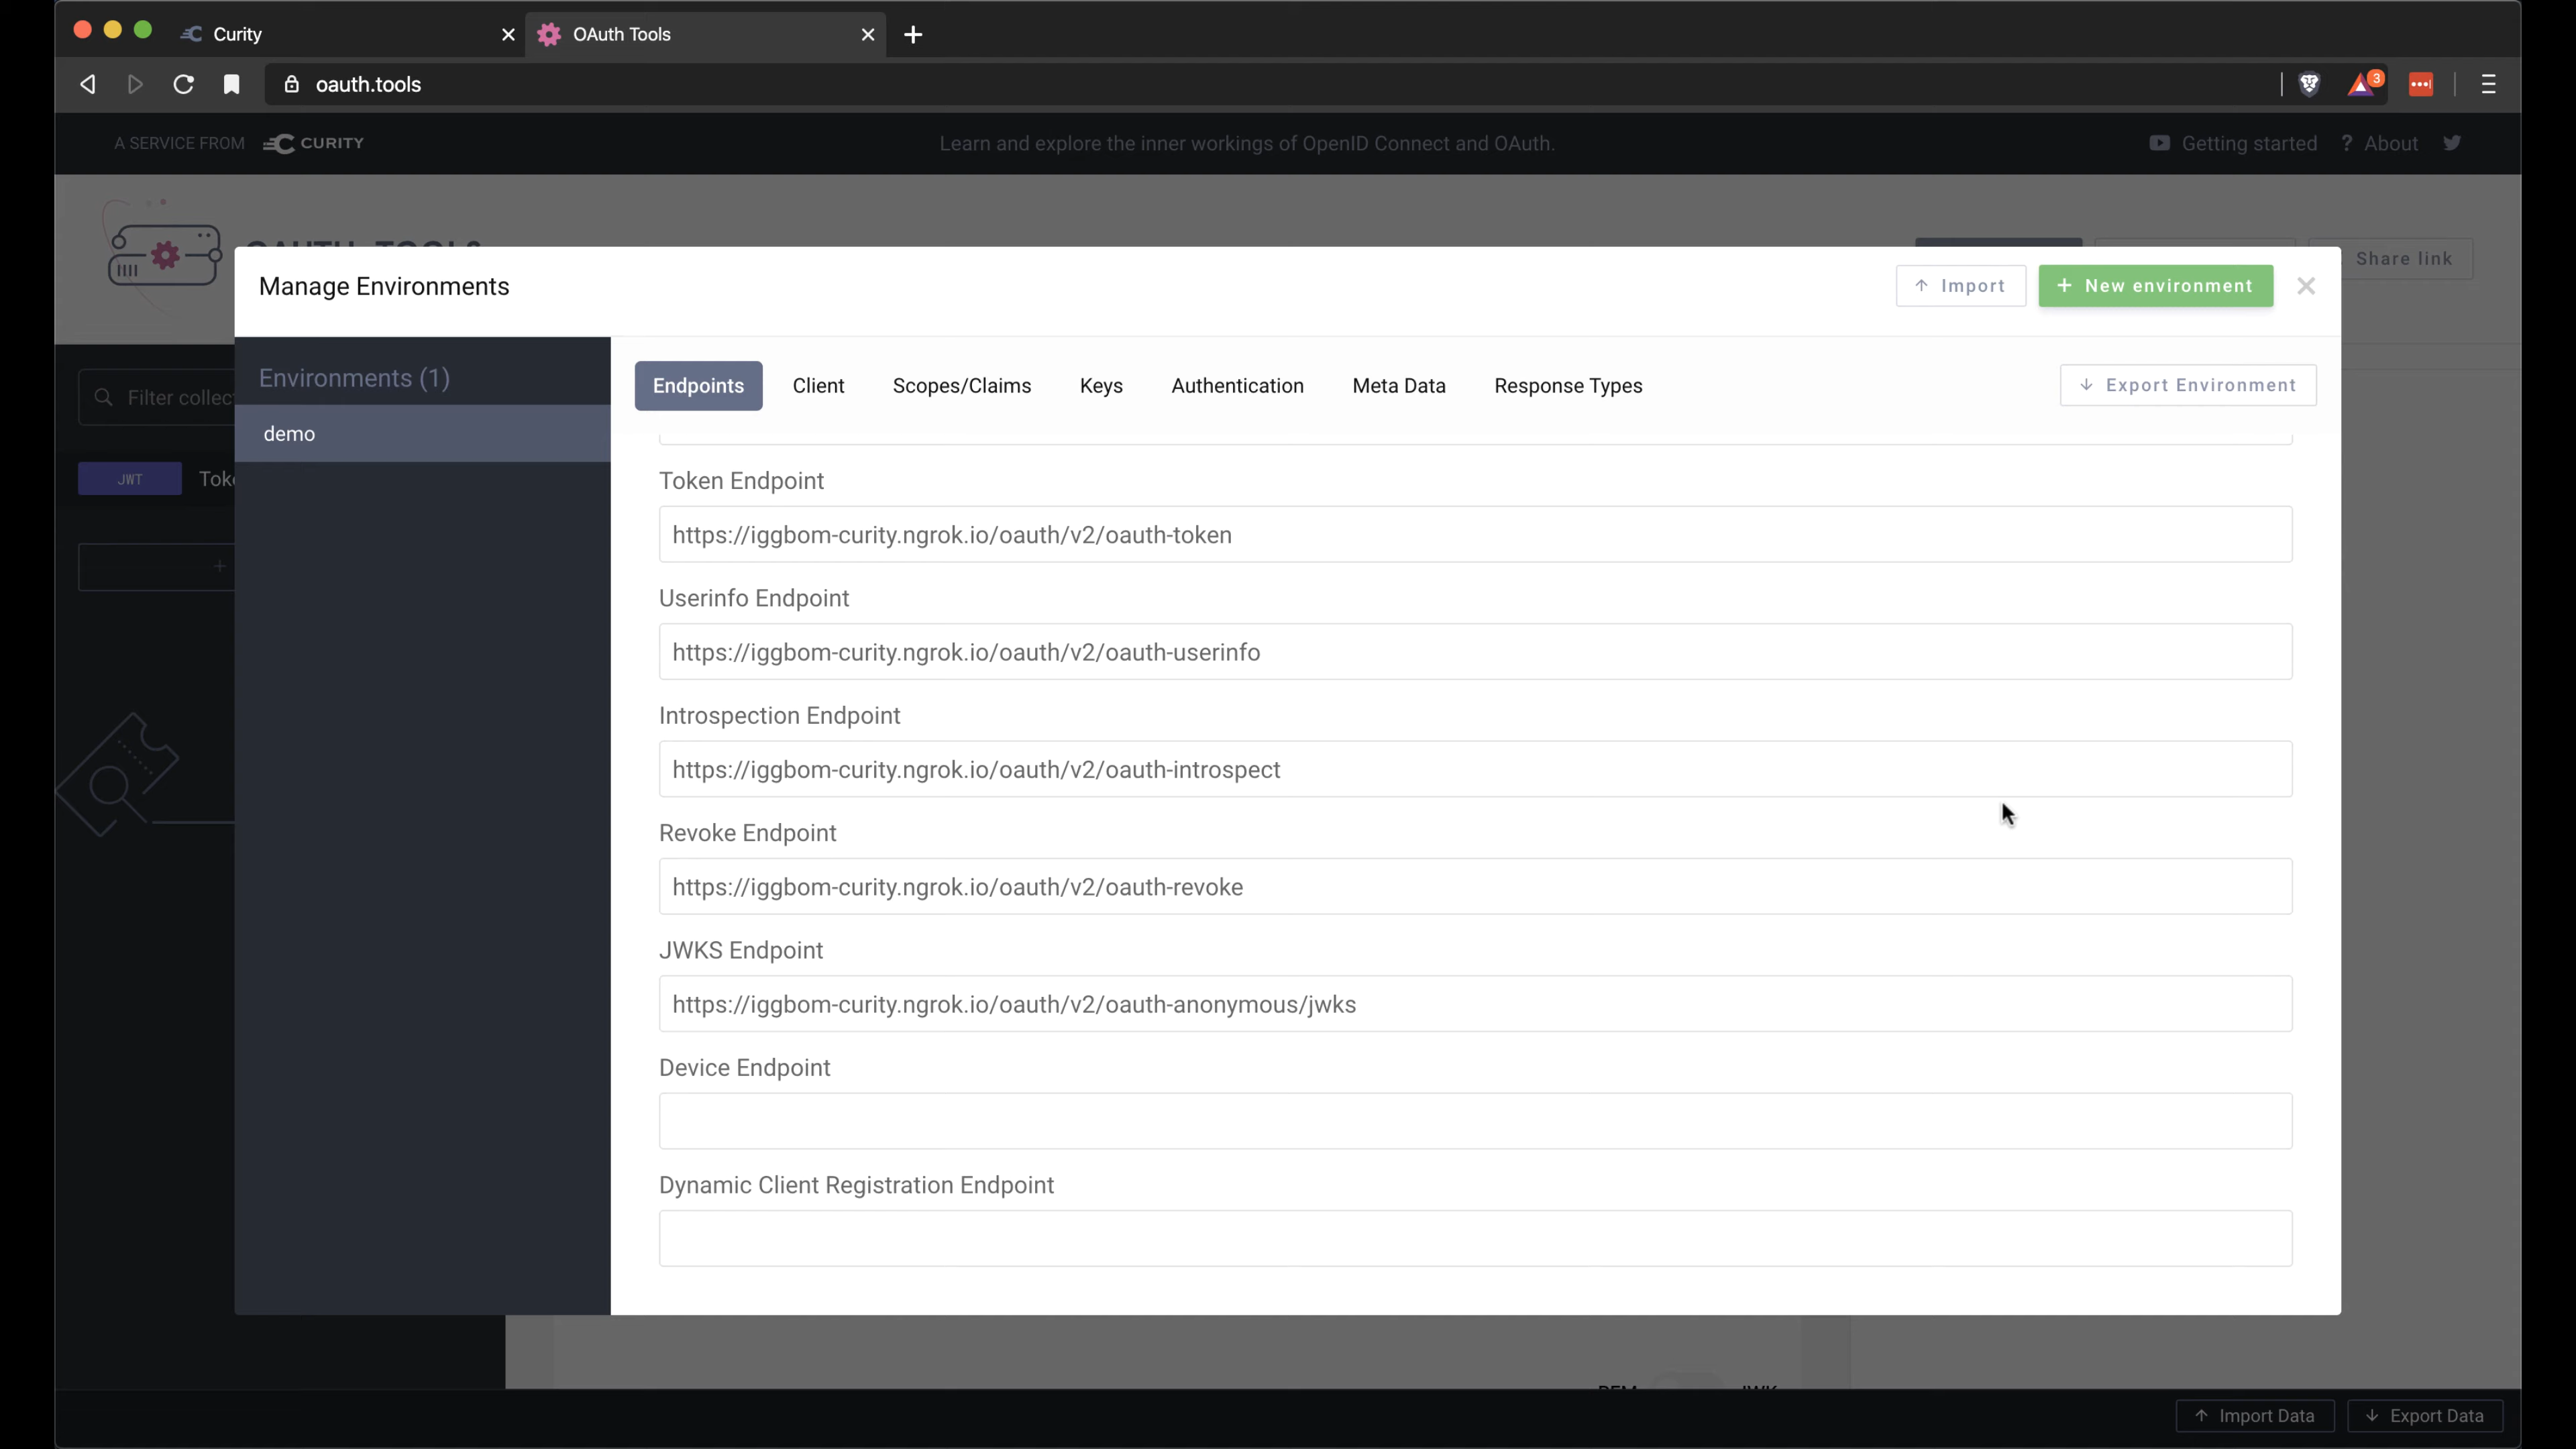 Curity
OAuth Tools
oauth.tools
3
A SERVICE FROM CURITY
Learn and explore the inner workings of OpenID Connect and OAuth.
Getting started
? About
Share link
Manage Environments
Import
+ New environment
Environments (1)
demo
Filter collec
JWT
Toke
+
Endpoints
Client
Scopes/Claims
Keys
Authentication
Meta Data
Response Types
Export Environment
Token Endpoint
https://iggbom-curity.ngrok.io/oauth/v2/oauth-token
Userinfo Endpoint
https://iggbom-curity.ngrok.io/oauth/v2/oauth-userinfo
Introspection Endpoint
https://iggbom-curity.ngrok.io/oauth/v2/oauth-introspect
Revoke Endpoint
https://iggbom-curity.ngrok.io/oauth/v2/oauth-revoke
JWKS Endpoint
https://iggbom-curity.ngrok.io/oauth/v2/oauth-anonymous/jwks
Device Endpoint
Dynamic Client Registration Endpoint
Import Data
Export Data